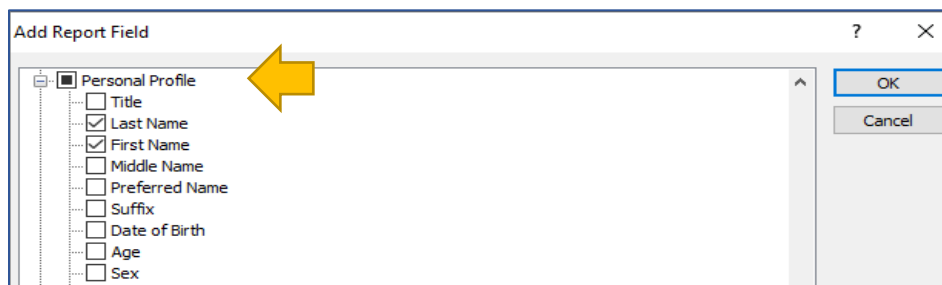 Add Report Field
?
Personal Profile
OK
Title
Last Name
Cancel
First Name
Middle Name
Preferred Name
Suffix
Date of Birth
Age
Sex